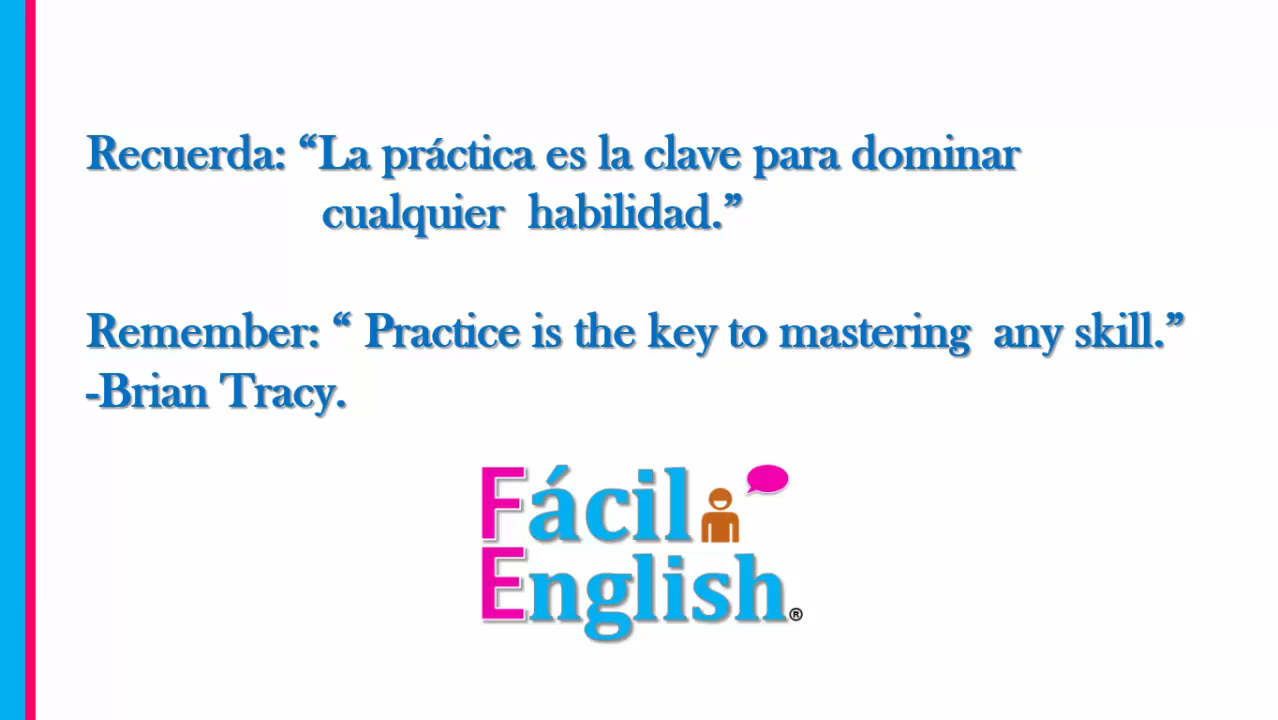 Recuerda: “La práctica es la clave para dominar
cualquier habilidad.”
Remember: “ Practice is the key to mastering any skill.”
-Brian Tracy.
Fácil
English®